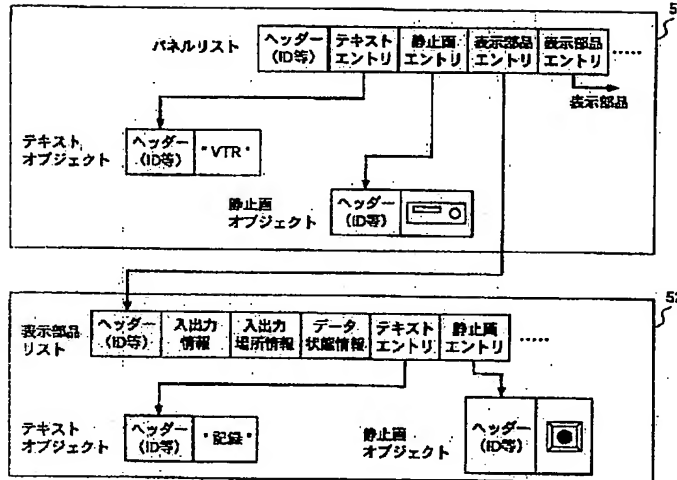 5
パネルリスト
ヘッダー
(ID等)
テキスト
エントリ
静止画
エントリ
表示部品
エントリ
表示部品
エントリ
.....
表示部品
テキスト
オブジェクト
ヘッダー
(ID等)
"VTR"
静止画
オブジェクト
ヘッダー
(ID等)
52
表示部品
リスト
ヘッダー
(ID等)
入出力
情報
入出力
場所情報
データ
状態情報
テキスト
エントリ
静止画
エントリ
.....
テキスト
オブジェクト
ヘッダー
(ID等)
"記録"
静止画
オブジェクト
ヘッダー
(ID等)